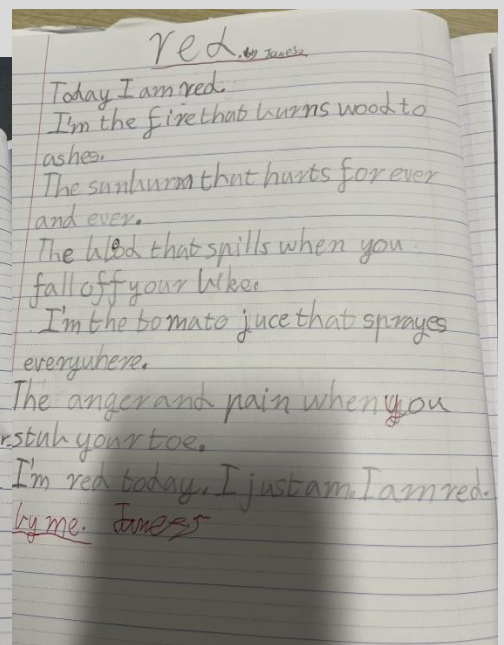 red. by James
Today I am red.
I'm the fire that burns wood to
ashes.
The sunburn that hurts for ever
and ever.
The blod that spills when you
fall off your bike.
I'm the tomato juce that sprayes
everywhere.
The anger and pain when you
stub your toe.
I'm red today. I just am. I am red.
by me. James